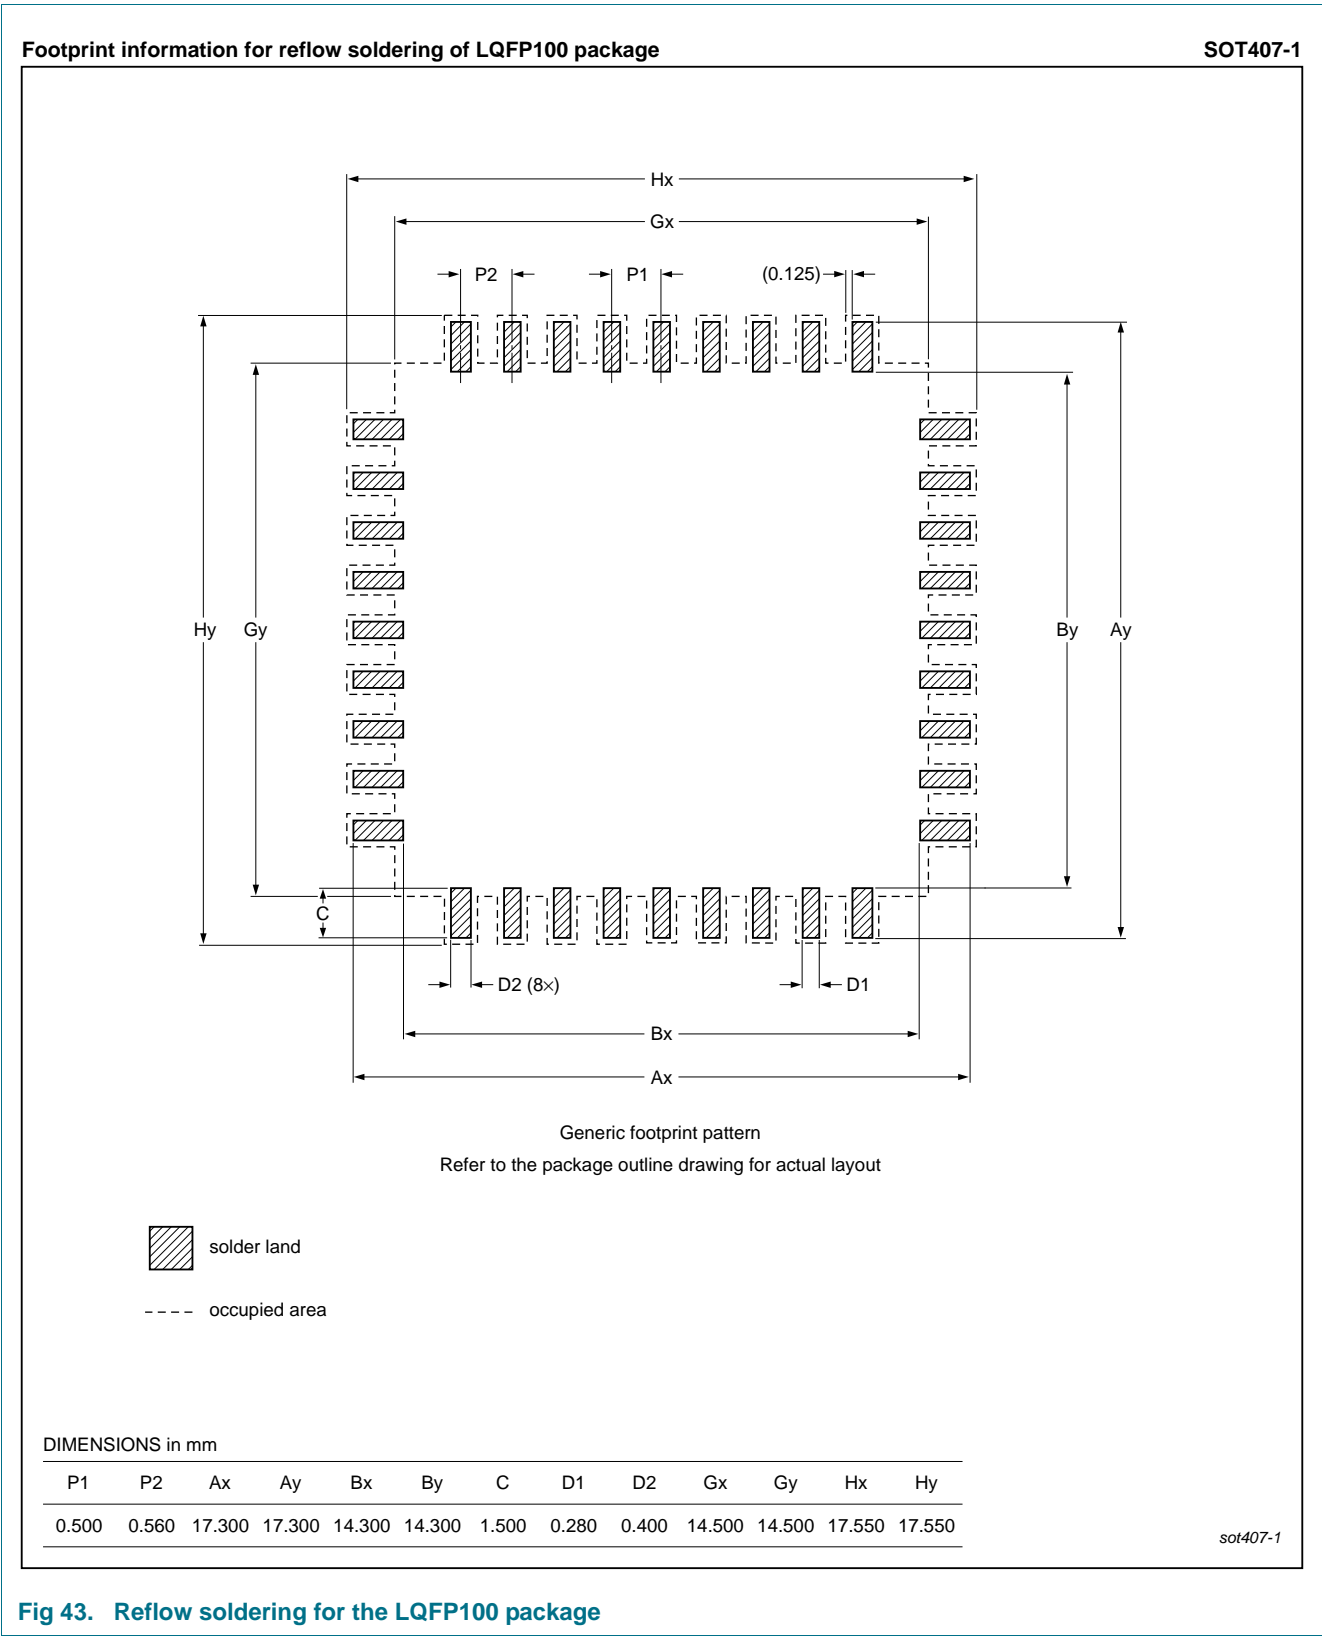 Footprint information for reflow soldering of LQFP100 package SOT407-1
Hx
Gx
P2 P1 (0.125)
Hy Gy By Ay
C
D2 (8×) D1
Bx
Ax
Generic footprint pattern
Refer to the package outline drawing for actual layout
solder land
occupied area
DIMENSIONS in mm
P1 P2 Ax Ay Bx By C D1 D2 Gx Gy Hx Hy
0.500 0.560 17.300 17.300 14.300 14.300 1.500 0.280 0.400 14.500 14.500 17.550 17.550
sot407-1
Fig 43. Reflow soldering for the LQFP100 package